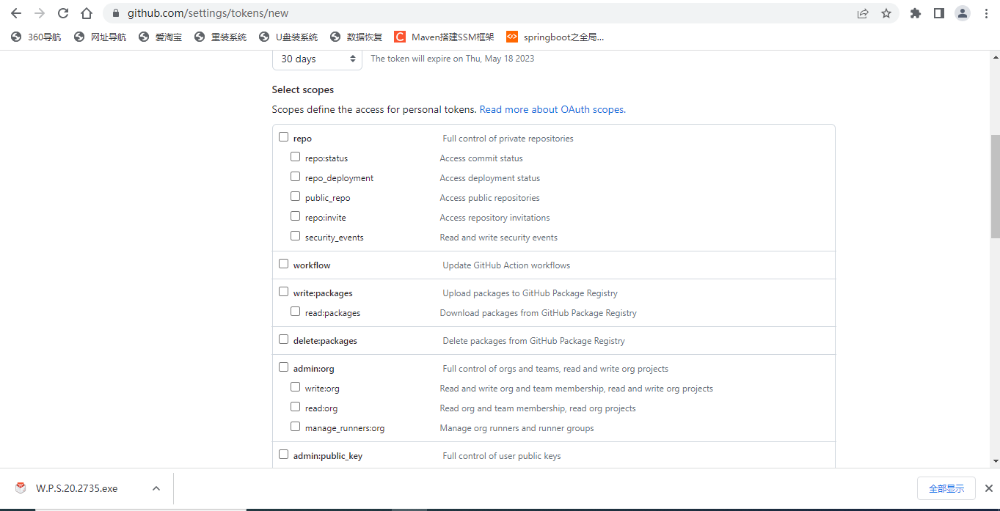 github.com/settings/tokens/new
360导航 网址导航 爱淘宝 重装系统 U盘装系统 数据恢复 C Maven搭建SSM框架 springboot之全局...
30 days The token will expire on Thu, May 18 2023
Select scopes
Scopes define the access for personal tokens. Read more about OAuth scopes.
repo Full control of private repositories
repo:status Access commit status
repo_deployment Access deployment status
public_repo Access public repositories
repo:invite Access repository invitations
security_events Read and write security events
workflow Update GitHub Action workflows
write:packages Upload packages to GitHub Package Registry
read:packages Download packages from GitHub Package Registry
delete:packages Delete packages from GitHub Package Registry
admin:org Full control of orgs and teams, read and write org projects
write:org Read and write org and team membership, read and write org projects
read:org Read org and team membership, read org projects
manage_runners:org Manage org runners and runner groups
admin:public_key Full control of user public keys
W.P.S.20.2735.exe 全部显示